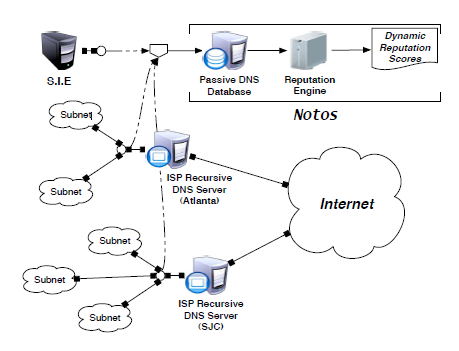 S.I.E
Passive DNS
Database
Reputation
Engine
Dynamic
Reputation
Scores
Notos
Subnet
Subnet
ISP Recursive
DNS Server
(Atlanta)
Internet
Subnet
Subnet
Subnet
ISP Recursive
DNS Server
(SJC)